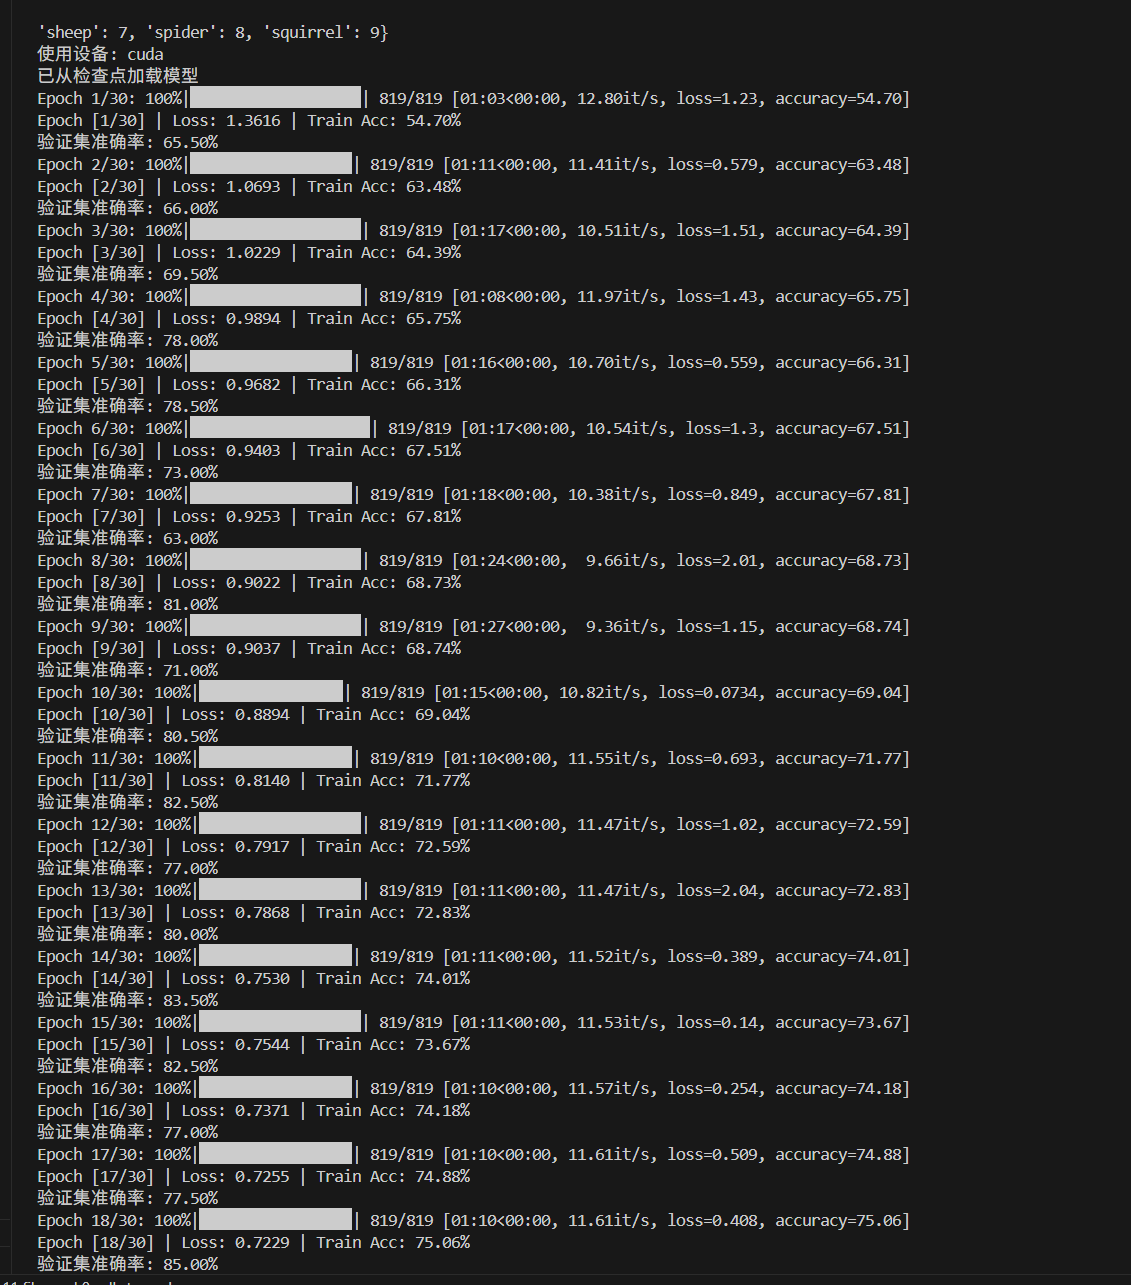 'sheep': 7, 'spider': 8, 'squirrel': 9}
使用设备: cuda
已从检查点加载模型
Epoch 1/30: 100%|██████████| 819/819 [01:03<00:00, 12.80it/s, loss=1.23, accuracy=54.70]
Epoch [1/30] | Loss: 1.3616 | Train Acc: 54.70%
验证集准确率: 65.50%
Epoch 2/30: 100%|██████████| 819/819 [01:11<00:00, 11.41it/s, loss=0.579, accuracy=63.48]
Epoch [2/30] | Loss: 1.0693 | Train Acc: 63.48%
验证集准确率: 66.00%
Epoch 3/30: 100%|██████████| 819/819 [01:17<00:00, 10.51it/s, loss=1.51, accuracy=64.39]
Epoch [3/30] | Loss: 1.0229 | Train Acc: 64.39%
验证集准确率: 69.50%
Epoch 4/30: 100%|██████████| 819/819 [01:08<00:00, 11.97it/s, loss=1.43, accuracy=65.75]
Epoch [4/30] | Loss: 0.9894 | Train Acc: 65.75%
验证集准确率: 78.00%
Epoch 5/30: 100%|██████████| 819/819 [01:16<00:00, 10.70it/s, loss=0.559, accuracy=66.31]
Epoch [5/30] | Loss: 0.9682 | Train Acc: 66.31%
验证集准确率: 78.50%
Epoch 6/30: 100%|██████████| 819/819 [01:17<00:00, 10.54it/s, loss=1.3, accuracy=67.51]
Epoch [6/30] | Loss: 0.9403 | Train Acc: 67.51%
验证集准确率: 73.00%
Epoch 7/30: 100%|██████████| 819/819 [01:18<00:00, 10.38it/s, loss=0.849, accuracy=67.81]
Epoch [7/30] | Loss: 0.9253 | Train Acc: 67.81%
验证集准确率: 63.00%
Epoch 8/30: 100%|██████████| 819/819 [01:24<00:00,  9.66it/s, loss=2.01, accuracy=68.73]
Epoch [8/30] | Loss: 0.9022 | Train Acc: 68.73%
验证集准确率: 81.00%
Epoch 9/30: 100%|██████████| 819/819 [01:27<00:00,  9.36it/s, loss=1.15, accuracy=68.74]
Epoch [9/30] | Loss: 0.9037 | Train Acc: 68.74%
验证集准确率: 71.00%
Epoch 10/30: 100%|██████████| 819/819 [01:15<00:00, 10.82it/s, loss=0.0734, accuracy=69.04]
Epoch [10/30] | Loss: 0.8894 | Train Acc: 69.04%
验证集准确率: 80.50%
Epoch 11/30: 100%|██████████| 819/819 [01:10<00:00, 11.55it/s, loss=0.693, accuracy=71.77]
Epoch [11/30] | Loss: 0.8140 | Train Acc: 71.77%
验证集准确率: 82.50%
Epoch 12/30: 100%|██████████| 819/819 [01:11<00:00, 11.47it/s, loss=1.02, accuracy=72.59]
Epoch [12/30] | Loss: 0.7917 | Train Acc: 72.59%
验证集准确率: 77.00%
Epoch 13/30: 100%|██████████| 819/819 [01:11<00:00, 11.47it/s, loss=2.04, accuracy=72.83]
Epoch [13/30] | Loss: 0.7868 | Train Acc: 72.83%
验证集准确率: 80.00%
Epoch 14/30: 100%|██████████| 819/819 [01:11<00:00, 11.52it/s, loss=0.389, accuracy=74.01]
Epoch [14/30] | Loss: 0.7530 | Train Acc: 74.01%
验证集准确率: 83.50%
Epoch 15/30: 100%|██████████| 819/819 [01:11<00:00, 11.53it/s, loss=0.14, accuracy=73.67]
Epoch [15/30] | Loss: 0.7544 | Train Acc: 73.67%
验证集准确率: 82.50%
Epoch 16/30: 100%|██████████| 819/819 [01:10<00:00, 11.57it/s, loss=0.254, accuracy=74.18]
Epoch [16/30] | Loss: 0.7371 | Train Acc: 74.18%
验证集准确率: 77.00%
Epoch 17/30: 100%|██████████| 819/819 [01:10<00:00, 11.61it/s, loss=0.509, accuracy=74.88]
Epoch [17/30] | Loss: 0.7255 | Train Acc: 74.88%
验证集准确率: 77.50%
Epoch 18/30: 100%|██████████| 819/819 [01:10<00:00, 11.61it/s, loss=0.408, accuracy=75.06]
Epoch [18/30] | Loss: 0.7229 | Train Acc: 75.06%
验证集准确率: 85.00%